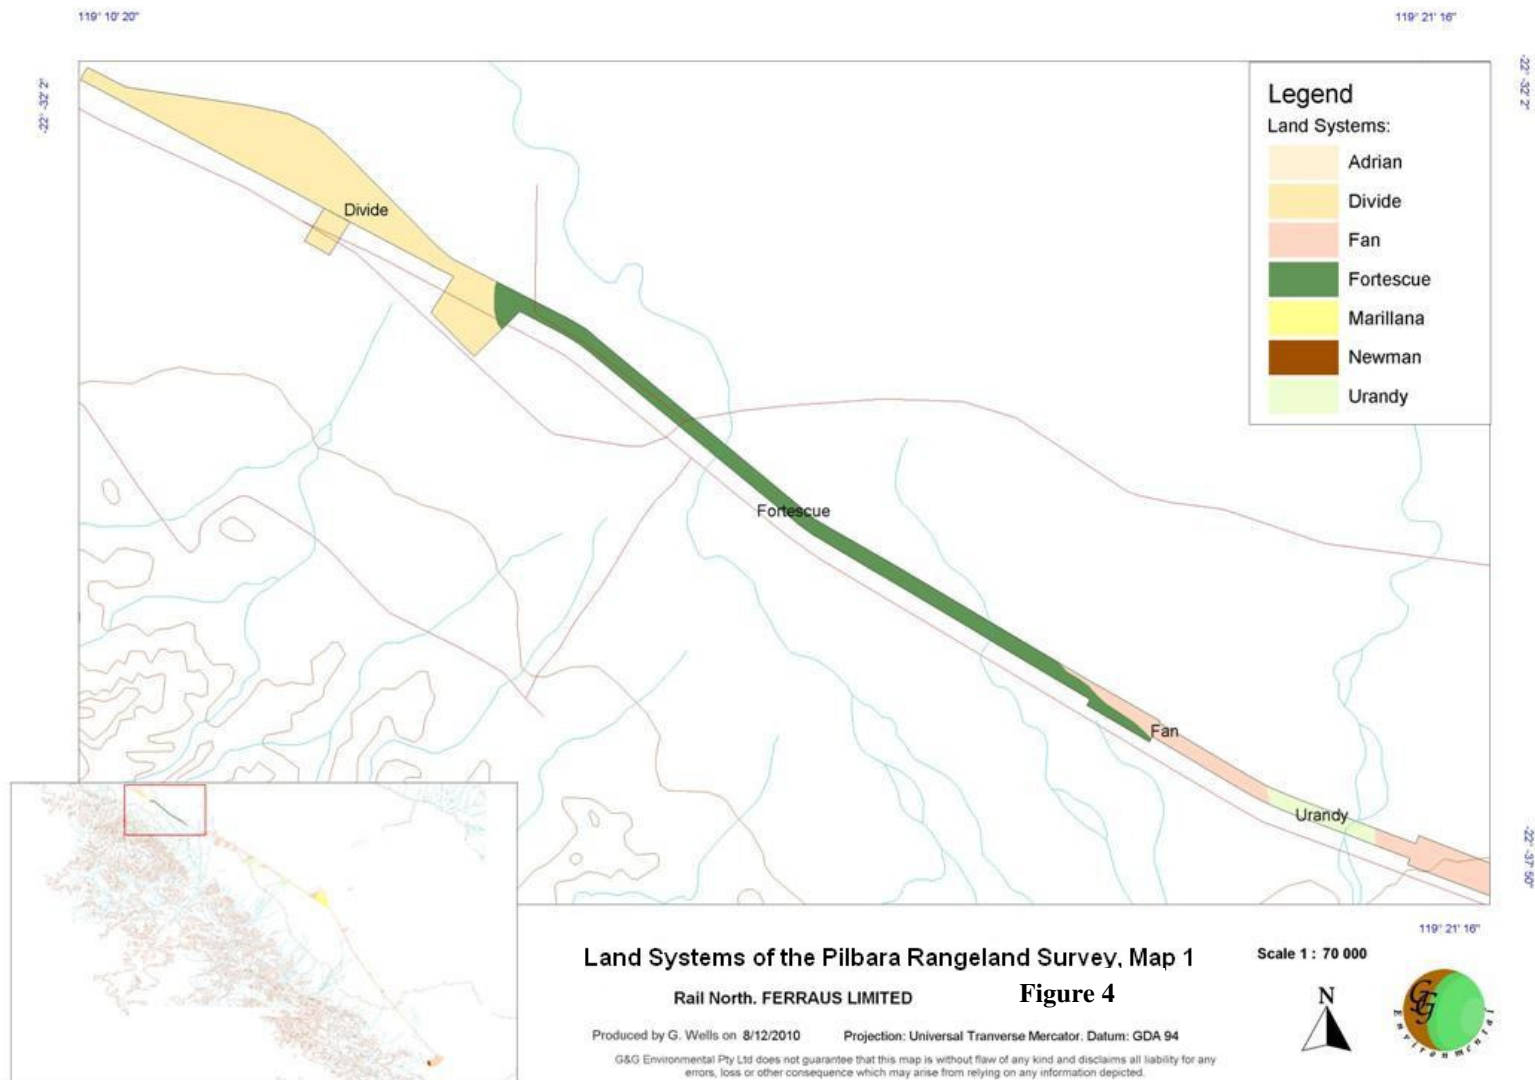 119° 10' 20"
119° 21' 16"
-22° -32' 2"
-22° -32' 2"
Legend
Land Systems:
Adrian
Divide
Fan
Fortescue
Marillana
Newman
Urandy
Divide
Fortescue
Fan
Urandy
-22° -37' 50"
119° 21' 16"
Land Systems of the Pilbara Rangeland Survey, Map 1
Scale 1 : 70 000
Rail North. FERRAUS LIMITED
Figure 4
N
Produced by G. Wells on 8/12/2010
Projection: Universal Tranverse Mercator. Datum: GDA 94
G&G Environmental Pty Ltd does not guarantee that this map is without flaw of any kind and disclaims all liability for any
errors, loss or other consequence which may arise from relying on any information depicted.
GJG
Environmental